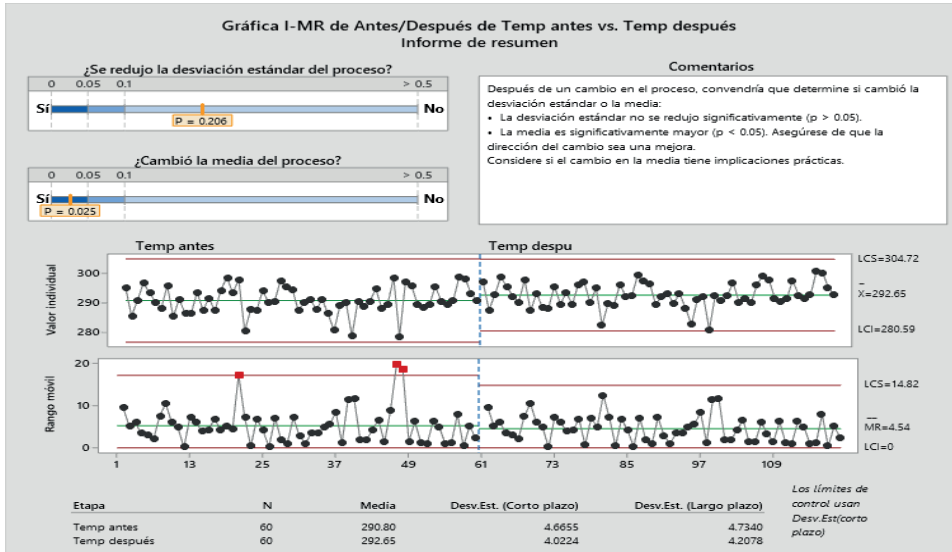 Gráfica I-MR de Antes/Después de Temp antes vs. Temp después
Informe de resumen
¿Se redujo la desviación estándar del proceso?
0 0.05 0.1 > 0.5
Sí No
P = 0.206
¿Cambió la media del proceso?
0 0.05 0.1 > 0.5
Sí No
P = 0.025
Comentarios
Después de un cambio en el proceso, convendría que determine si cambió la
desviación estándar o la media:
• La desviación estándar no se redujo significativamente (p > 0.05).
• La media es significativamente mayor (p < 0.05). Asegúrese de que la
dirección del cambio sea una mejora.
Considere si el cambio en la media tiene implicaciones prácticas.
Temp antes Temp despu
Valor individual
300
290
280
LCS=304.72
X̄=292.65
LCI=280.59
Rango móvil
20
10
0
LCS=14.82
M̄R̄=4.54
LCI=0
1 13 25 37 49 61 73 85 97 109
Etapa N Media Desv.Est. (Corto plazo) Desv.Est. (Largo plazo)
Temp antes 60 290.80 4.6655 4.7340
Temp después 60 292.65 4.0224 4.2078
Los límites de
control usan
Desv.Est(corto
plazo)